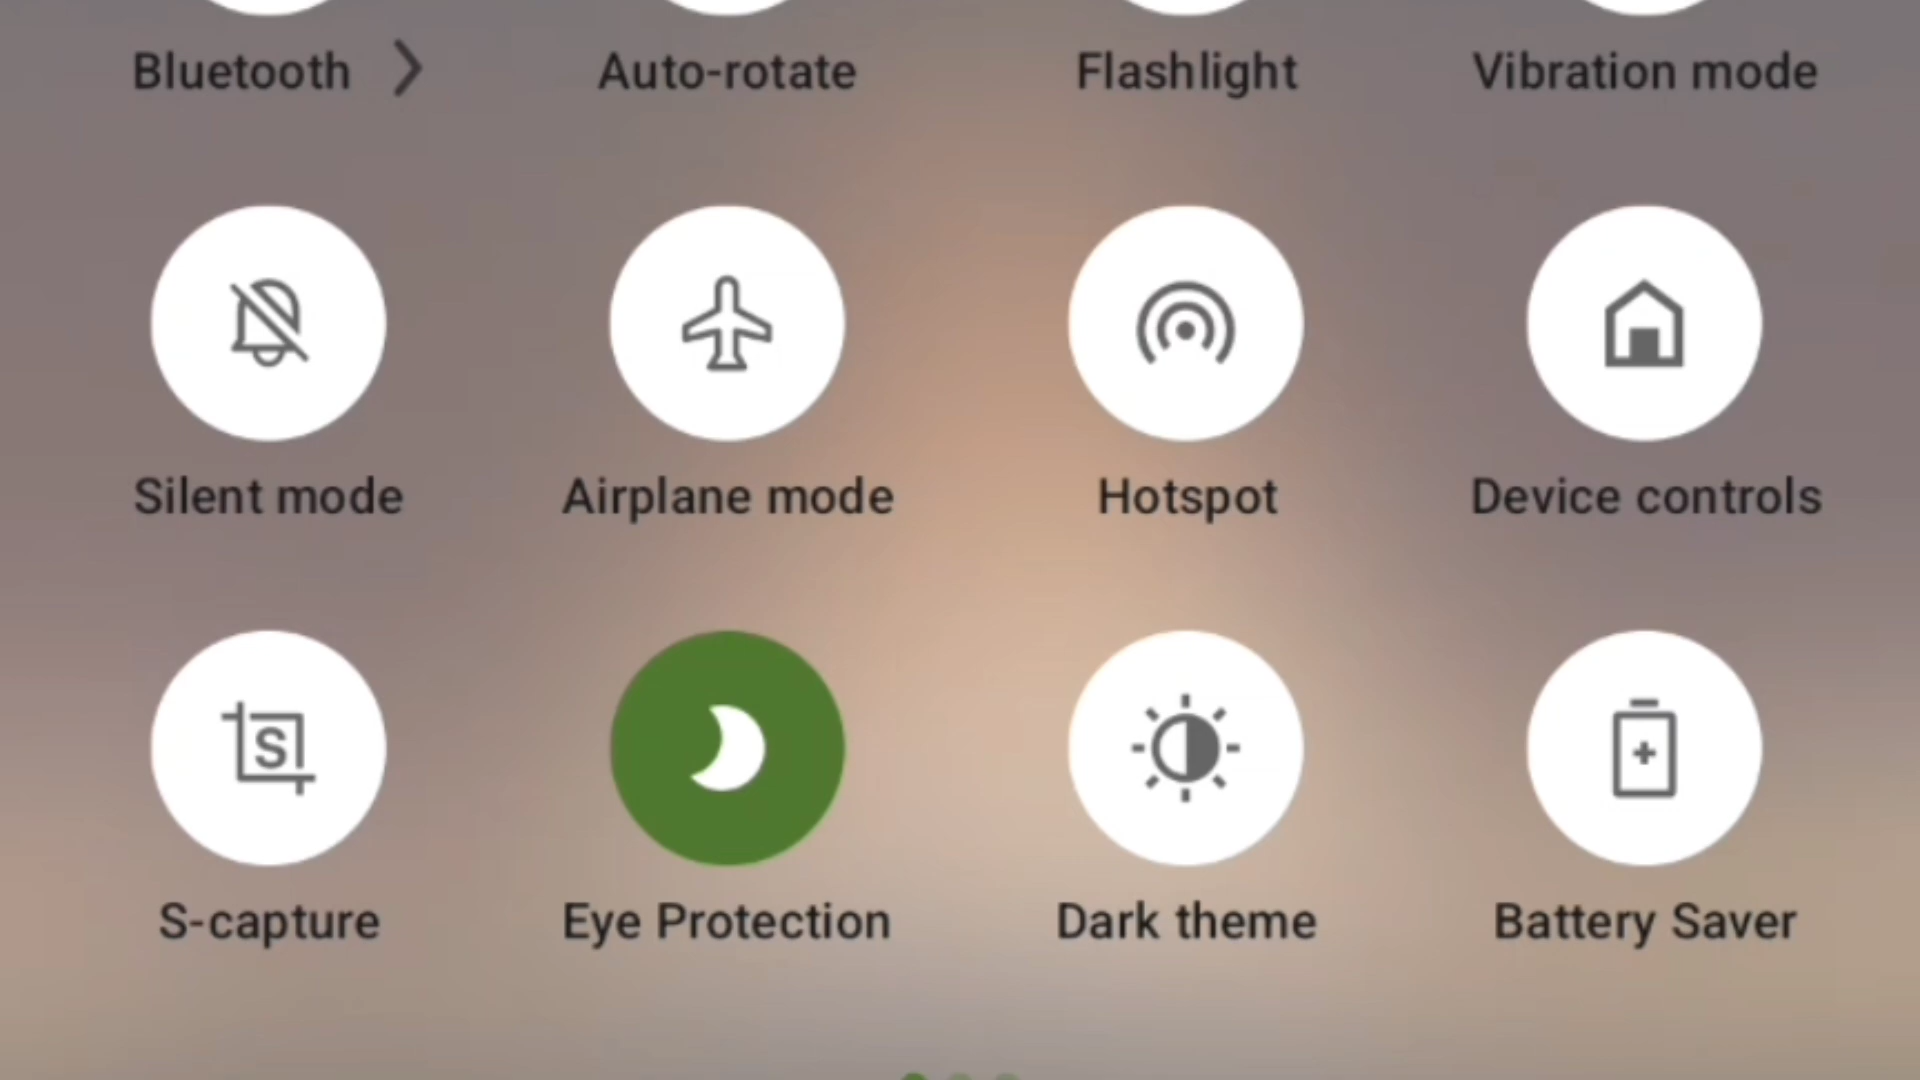 Bluetooth Auto-rotate Flashlight Vibration mode
Silent mode Airplane mode Hotspot Device controls
S
S-capture Eye Protection Dark theme Battery Saver